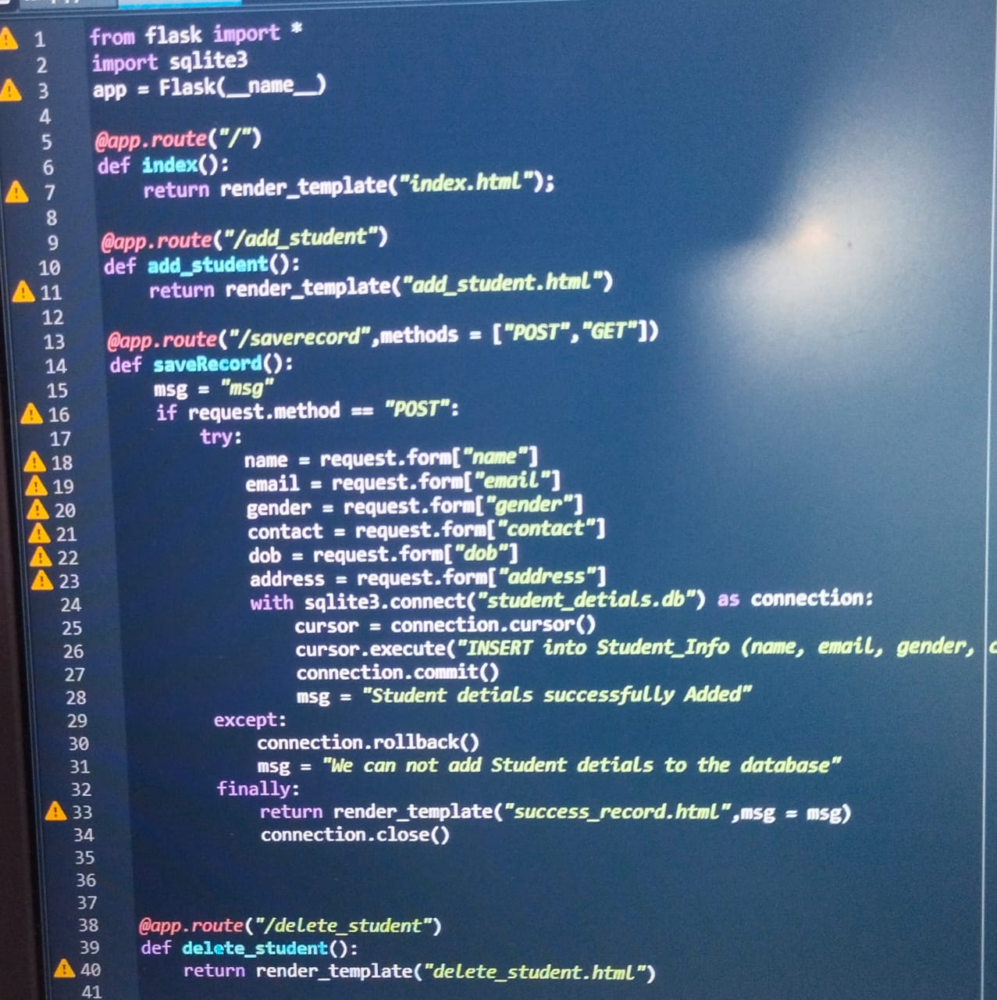 1 from flask import *
2 import sqlite3
3 app = Flask(__name__)
4
5 @app.route("/")
6 def index():
7     return render_template("index.html");
8
9 @app.route("/add_student")
10 def add_student():
11     return render_template("add_student.html")
12
13 @app.route("/saverecord",methods = ["POST","GET"])
14 def saveRecord():
15     msg = "msg"
16     if request.method == "POST":
17         try:
18             name = request.form["name"]
19             email = request.form["email"]
20             gender = request.form["gender"]
21             contact = request.form["contact"]
22             dob = request.form["dob"]
23             address = request.form["address"]
24             with sqlite3.connect("student_detials.db") as connection:
25                 cursor = connection.cursor()
26                 cursor.execute("INSERT into Student_Info (name, email, gender,
27                 connection.commit()
28                 msg = "Student detials successfully Added"
29         except:
30             connection.rollback()
31             msg = "We can not add Student detials to the database"
32         finally:
33             return render_template("success_record.html",msg = msg)
34             connection.close()
35
36
37
38 @app.route("/delete_student")
39 def delete_student():
40     return render_template("delete_student.html")
41